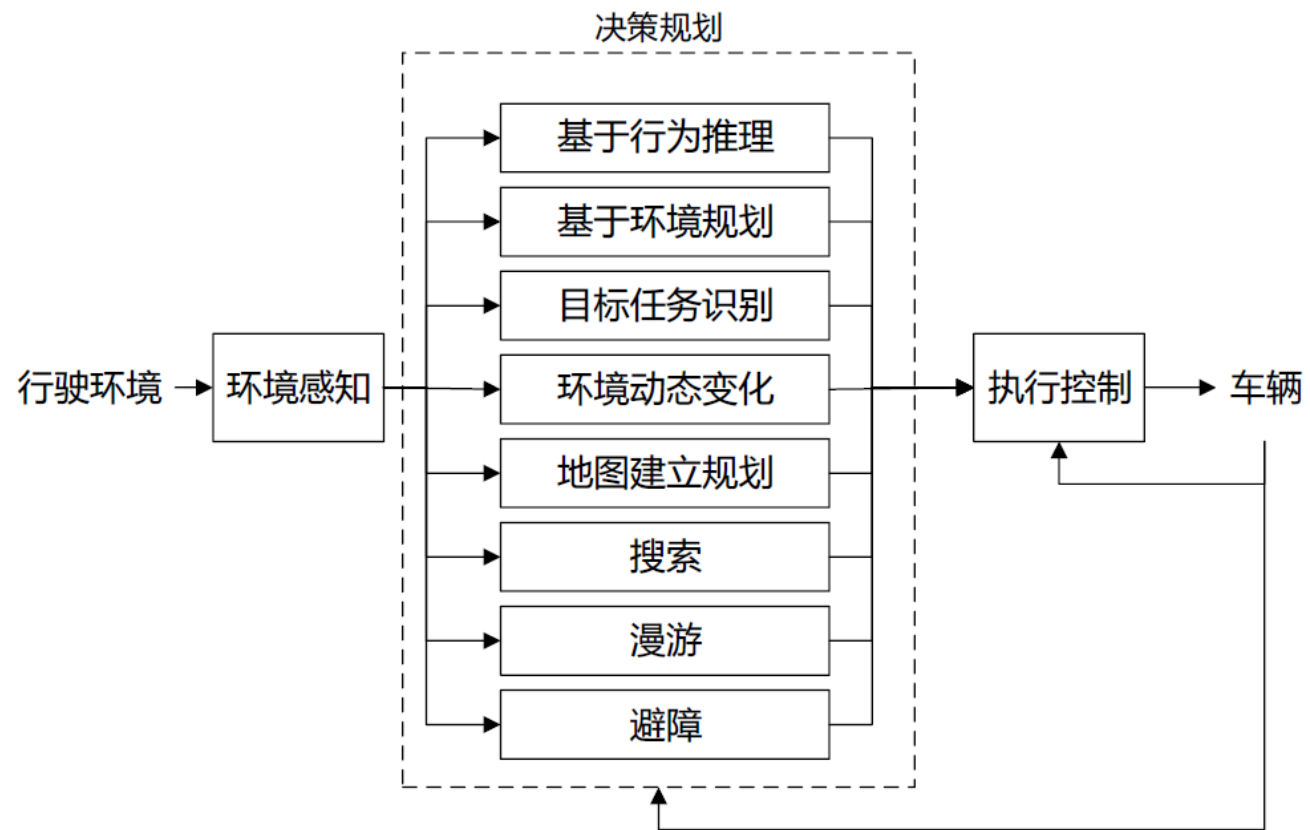 决策规划
基于行为推理
基于环境规划
目标任务识别
行驶环境
环境感知
环境动态变化
执行控制
车辆
地图建立规划
搜索
漫游
避障